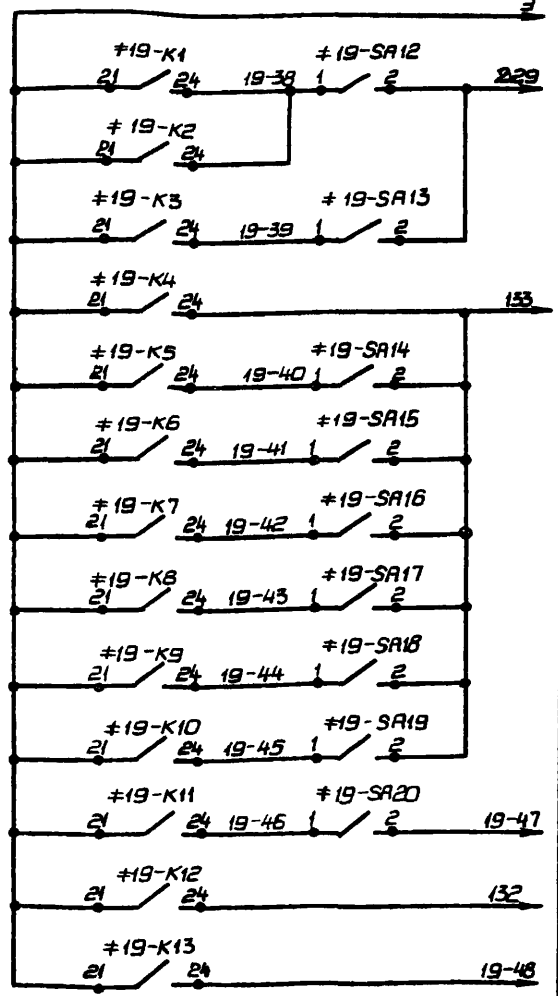 ≠19-K1 ≠19-SA12
21 24 19-38 1 2 229
≠19-K2
21 24
≠19-K3 ≠19-SA13
21 24 19-39 1 2
≠19-K4
21 24 133
≠19-K5 ≠19-SA14
21 24 19-40 1 2
≠19-K6 ≠19-SA15
21 24 19-41 1 2
≠19-K7 ≠19-SA16
21 24 19-42 1 2
≠19-K8 ≠19-SA17
21 24 19-43 1 2
≠19-K9 ≠19-SA18
21 24 19-44 1 2
≠19-K10 ≠19-SA19
21 24 19-45 1 2
≠19-K11 ≠19-SA20
21 24 19-46 1 2 19-47
≠19-K12
21 24 132
≠19-K13
21 24 19-48